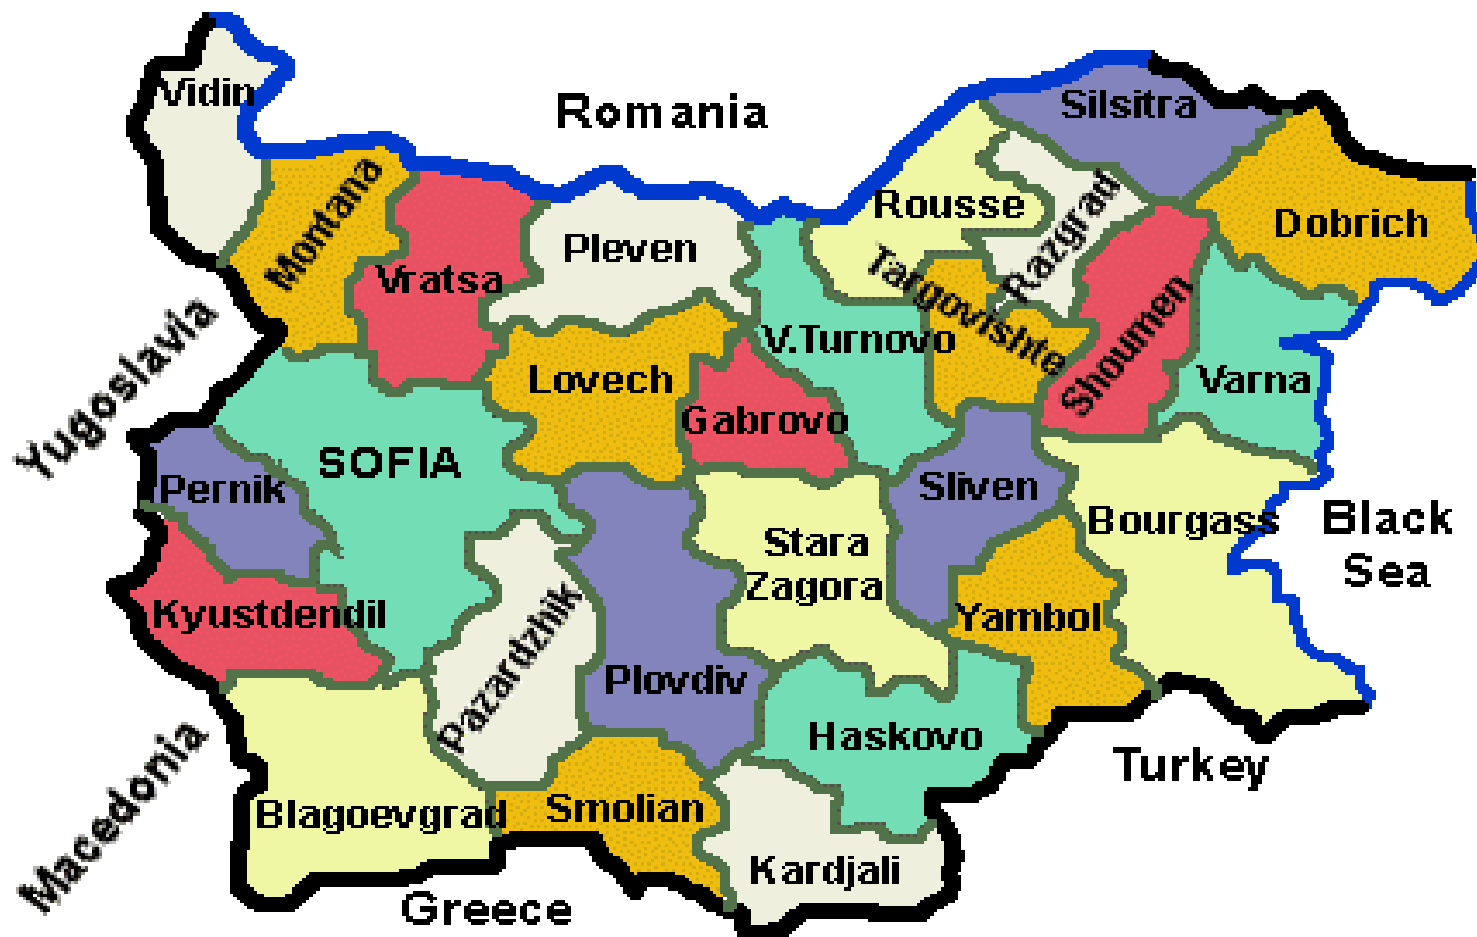 Vidin
Romania
Silsitra
Montana
Vratsa
Pleven
Rousse
Razgrad
Dobrich
Targovishte
Yugoslavia
Lovech
V.Turnovo
Shoumen
Varna
Gabrovo
SOFIA
Pernik
Sliven
Bourgass
Black
Sea
Stara
Zagora
Kyustdendil
Pazardzhik
Yambol
Plovdiv
Haskovo
Turkey
Macedonia
Blagoevgrad
Smolian
Kardjali
Greece